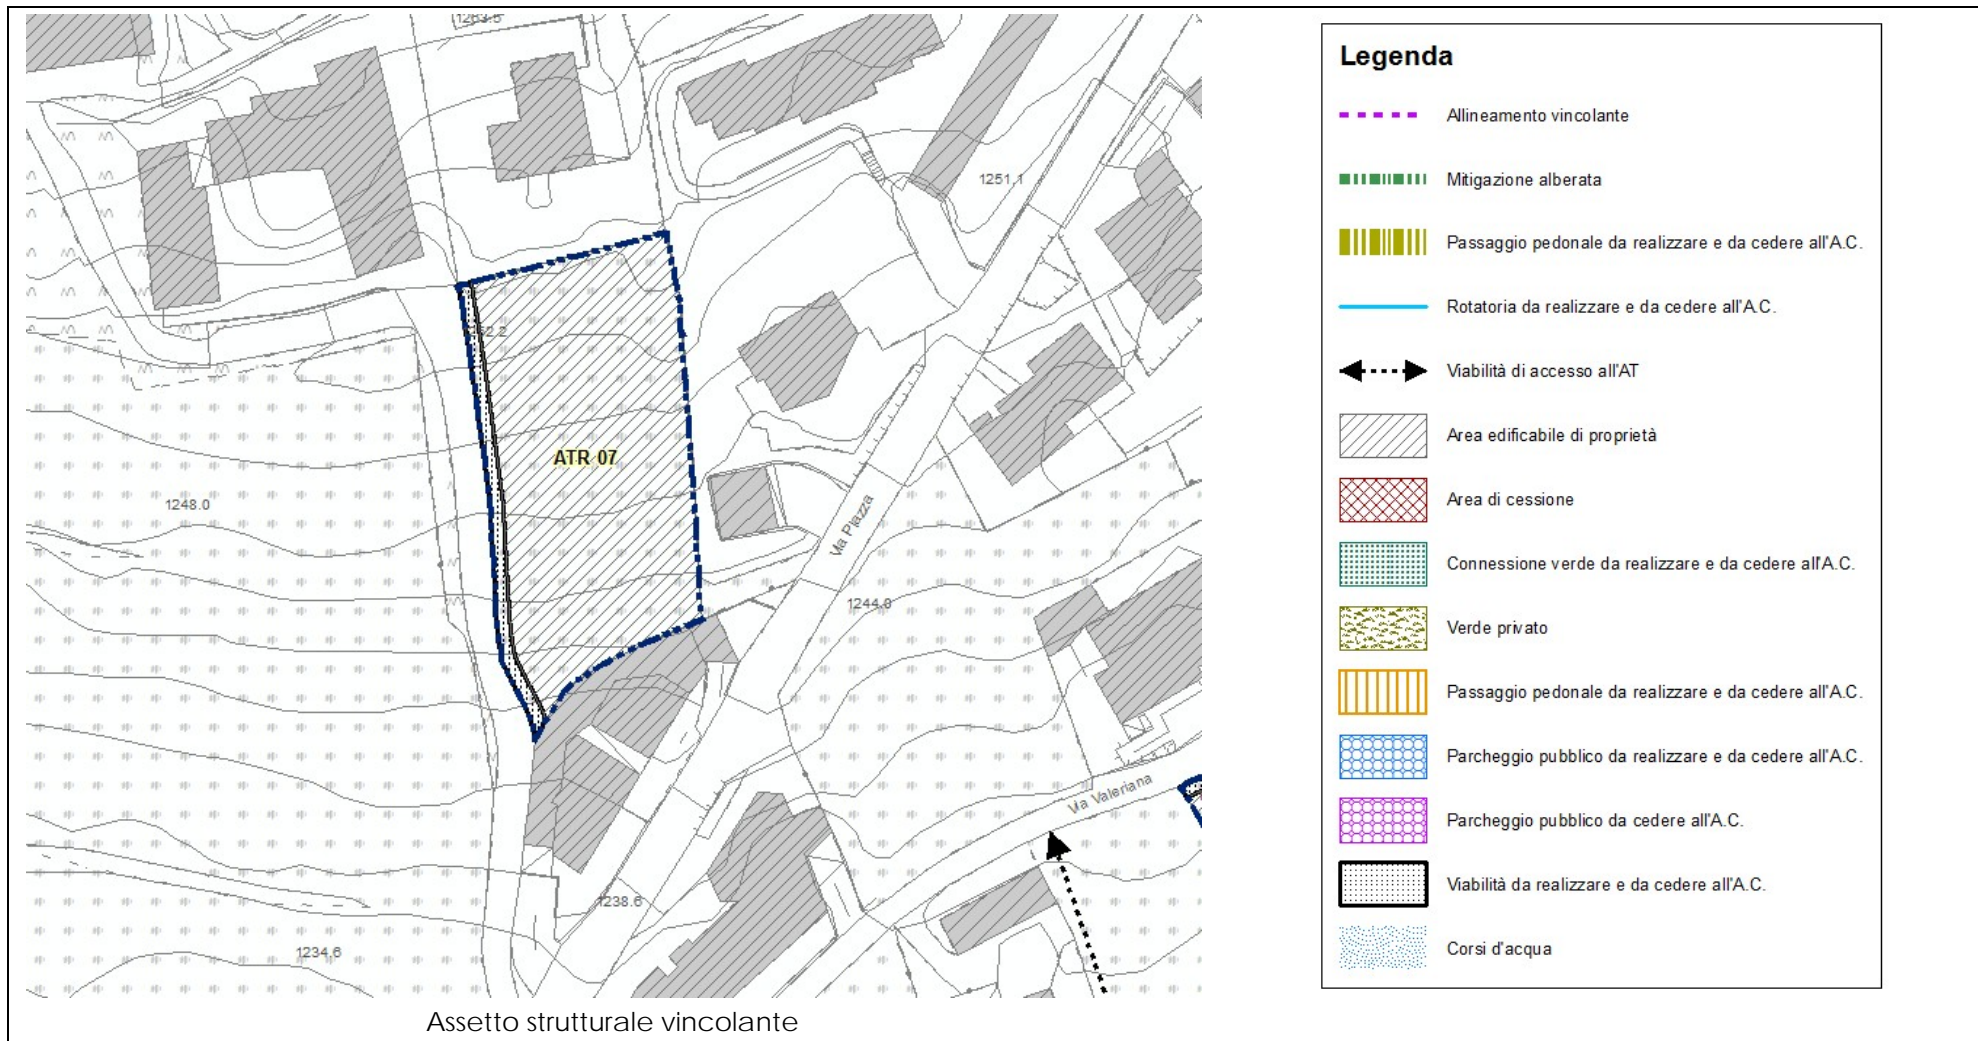 1263.5
1251.1
1252.2
ATR 07
1248.0
Via Piazza
1244.0
Via Valeriana
1238.6
1234.6
Assetto strutturale vincolante
Legenda
Allineamento vincolante
Mitigazione alberata
Passaggio pedonale da realizzare e da cedere all'A.C.
Rotatoria da realizzare e da cedere all'A.C.
Viabilità di accesso all'AT
Area edificabile di proprietà
Area di cessione
Connessione verde da realizzare e da cedere all'A.C.
Verde privato
Passaggio pedonale da realizzare e da cedere all'A.C.
Parcheggio pubblico da realizzare e da cedere all'A.C.
Parcheggio pubblico da cedere all'A.C.
Viabilità da realizzare e da cedere all'A.C.
Corsi d'acqua